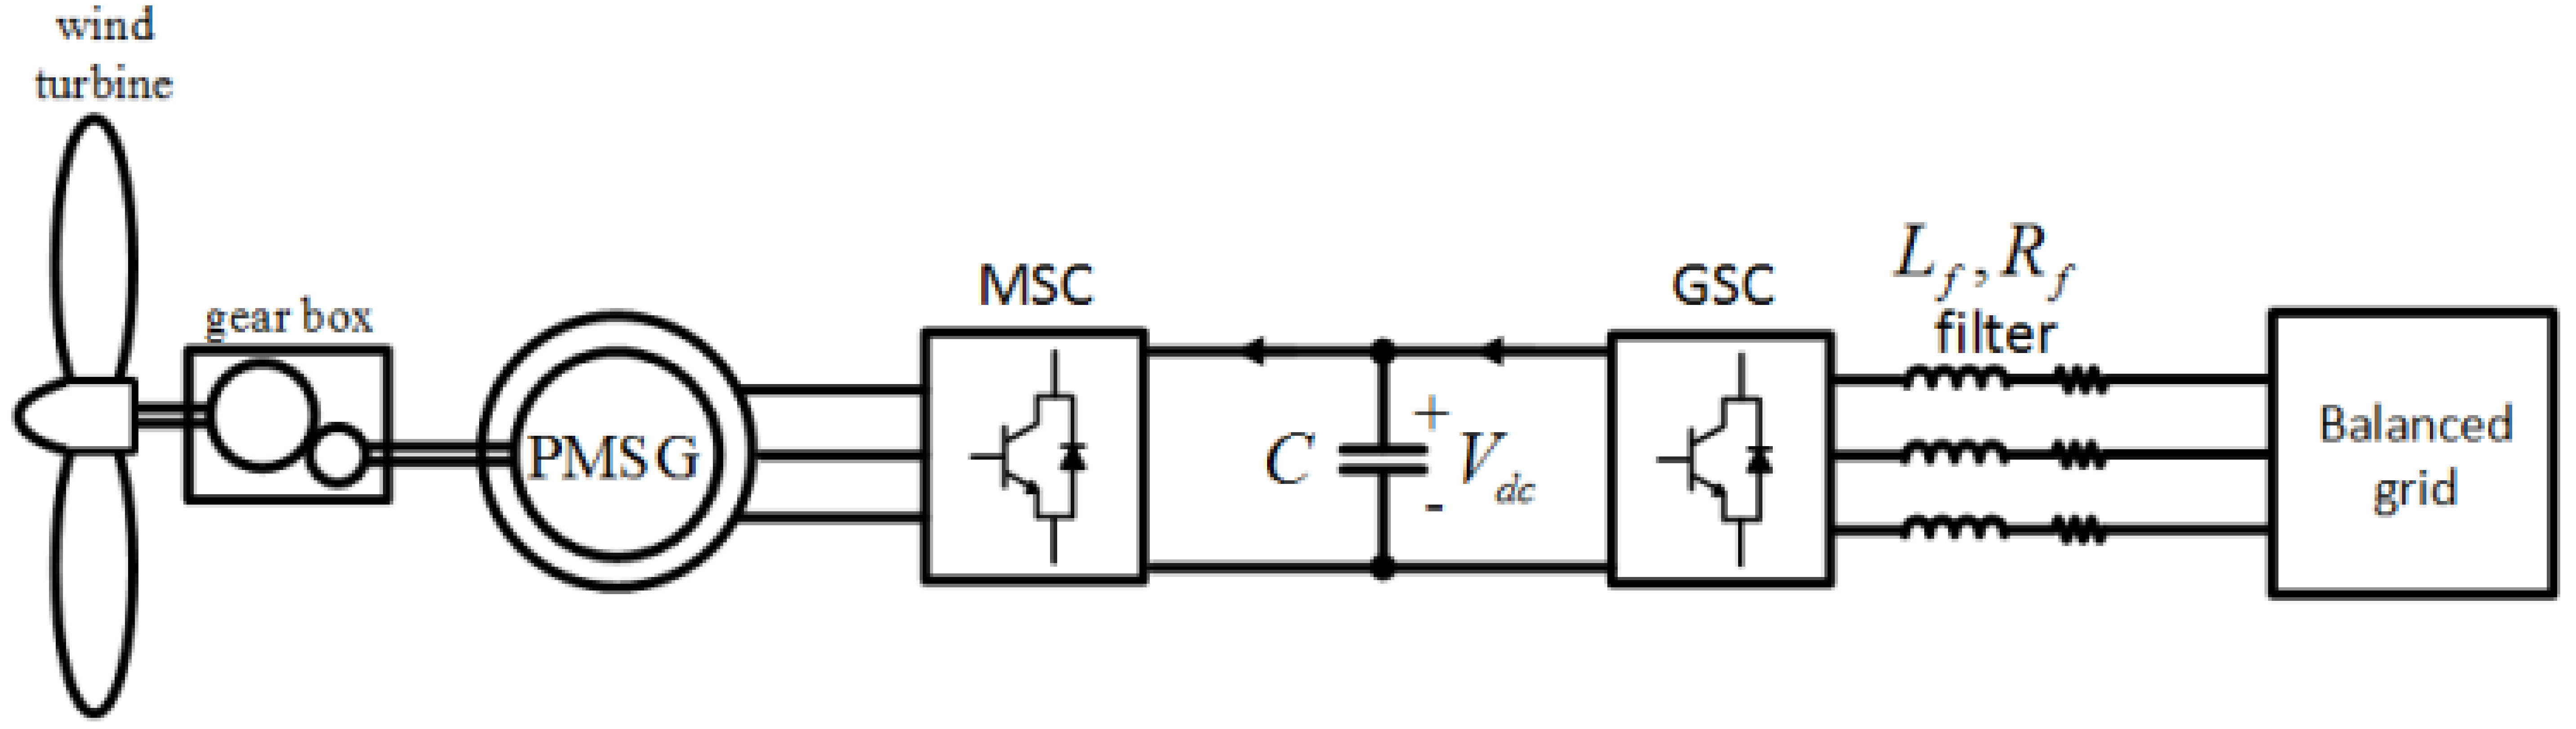 wind
turbine
gear box
PMSG
MSC
C
+
V_dc
-
GSC
L_f, R_f
filter
Balanced
grid